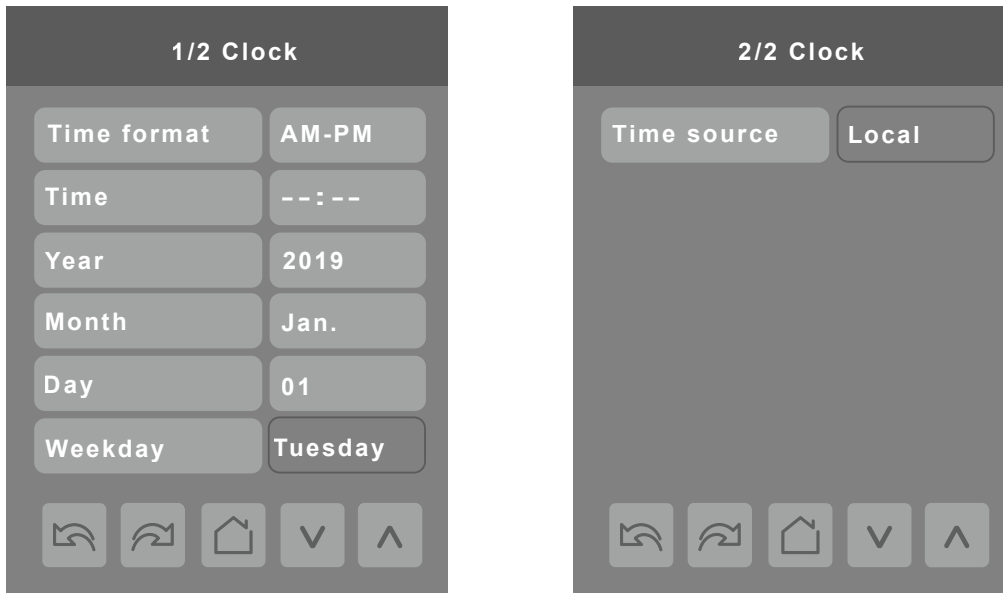 1/2 Clock
Time format AM-PM
Time --:--
Year 2019
Month Jan.
Day 01
Weekday Tuesday
2/2 Clock
Time source Local